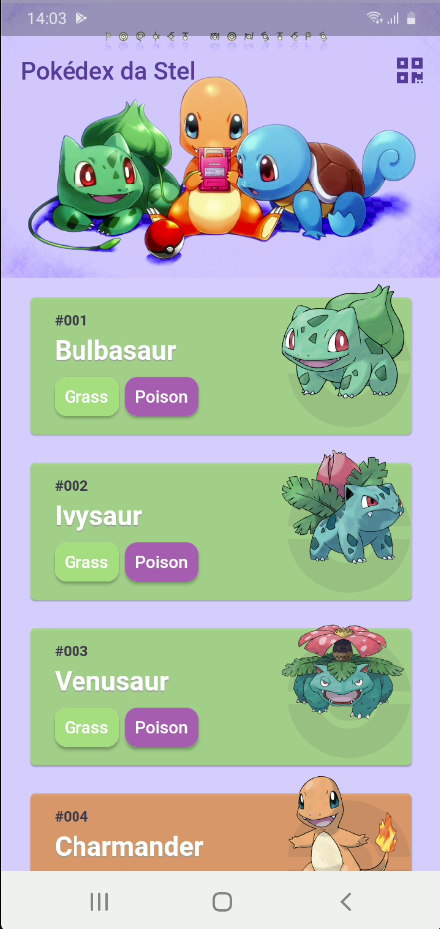 14:03
Pokédex da Stel
#001
Bulbasaur
Grass Poison
#002
Ivysaur
Grass Poison
#003
Venusaur
Grass Poison
#004
Charmander